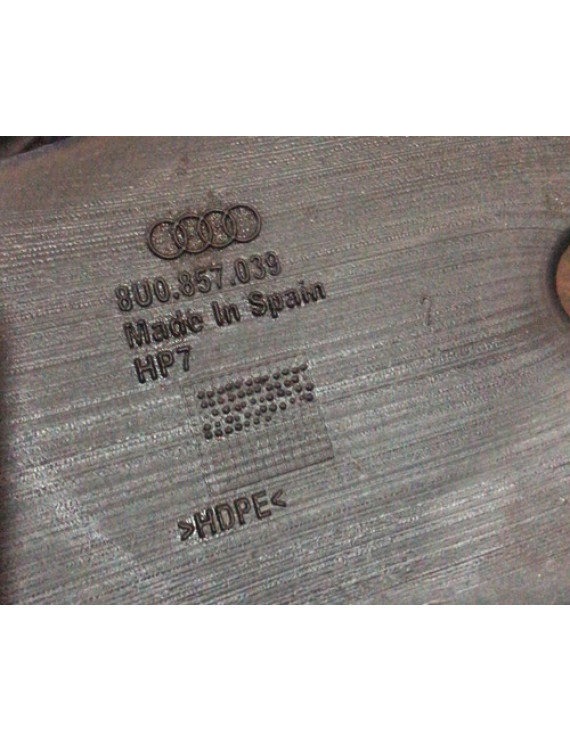 8U0.857.039
Made In Spain
HP7
>HDPE<